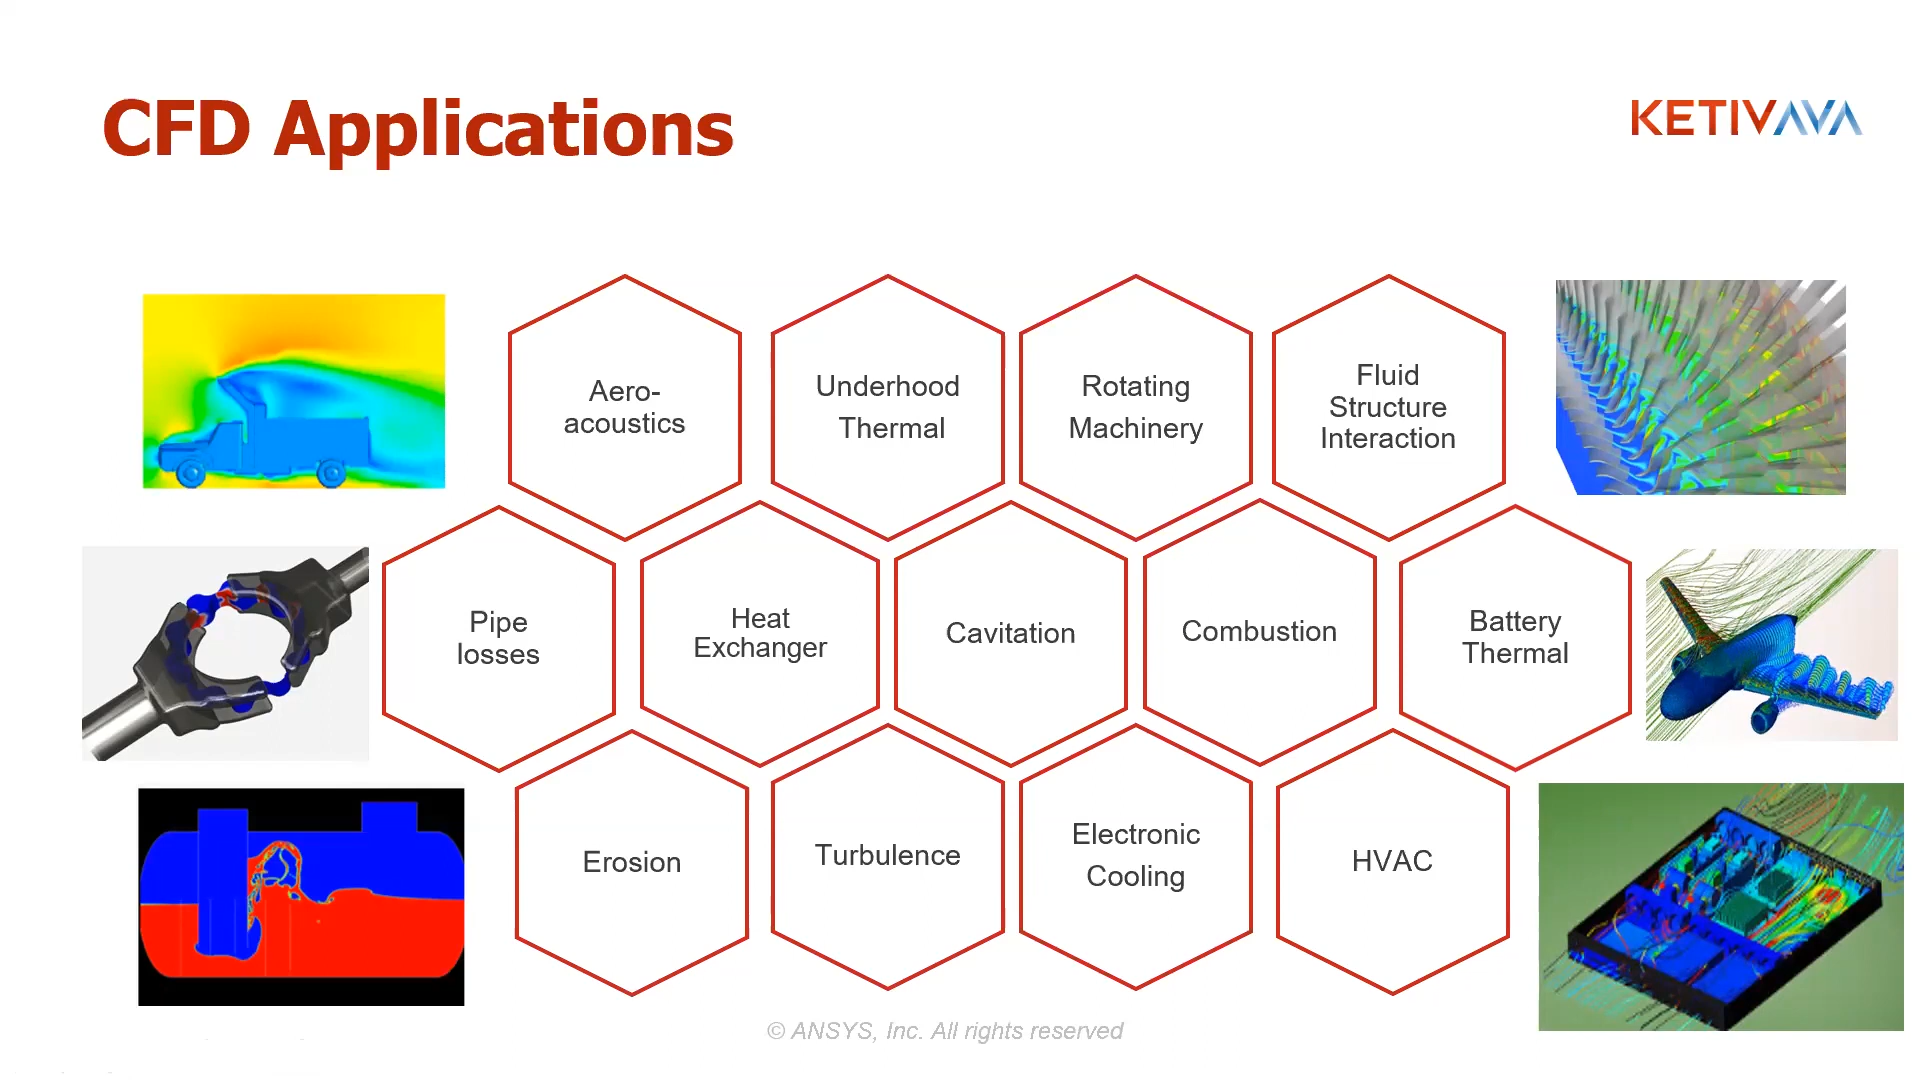 CFD Applications
KETIVAVA
Aero-
acoustics
Underhood
Thermal
Rotating
Machinery
Fluid
Structure
Interaction
Pipe
losses
Heat
Exchanger
Cavitation
Combustion
Battery
Thermal
Erosion
Turbulence
Electronic
Cooling
HVAC
© ANSYS, Inc. All rights reserved